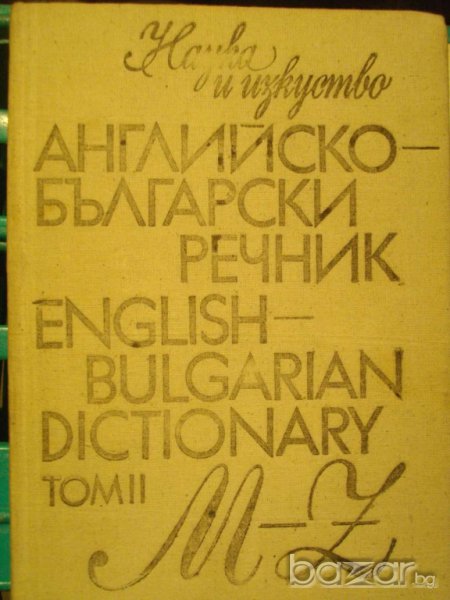 Наука
и изкуство
АНГЛИЙСКО–
БЪЛГАРСКИ
РЕЧНИК
ENGLISH–
BULGARIAN
DICTIONARY
ТОМ II
M–Z
bazar.bg